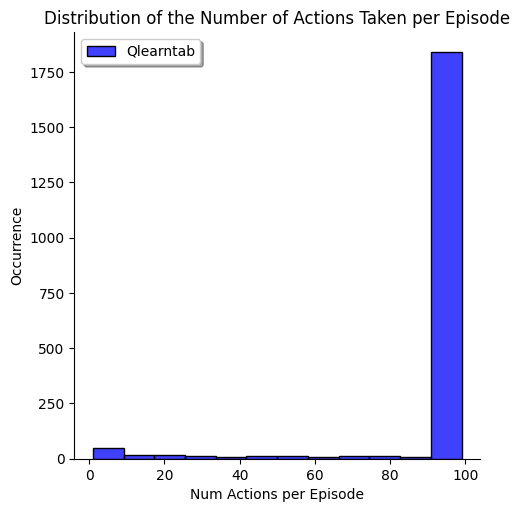 Distribution of the Number of Actions Taken per Episode
Qlearntab
1750
1500
1250
1000
750
500
250
0
Occurrence
0 20 40 60 80 100
Num Actions per Episode